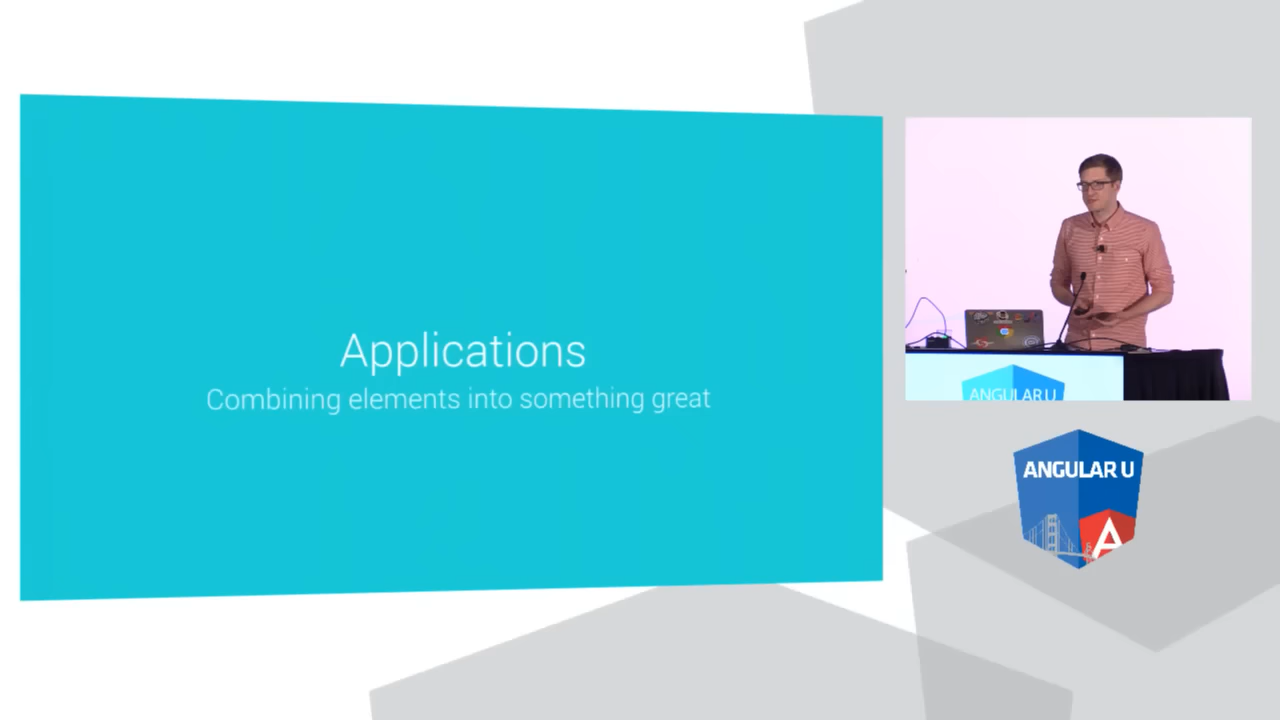 Applications
Combining elements into something great
ANGULAR U
ANGULAR U
A